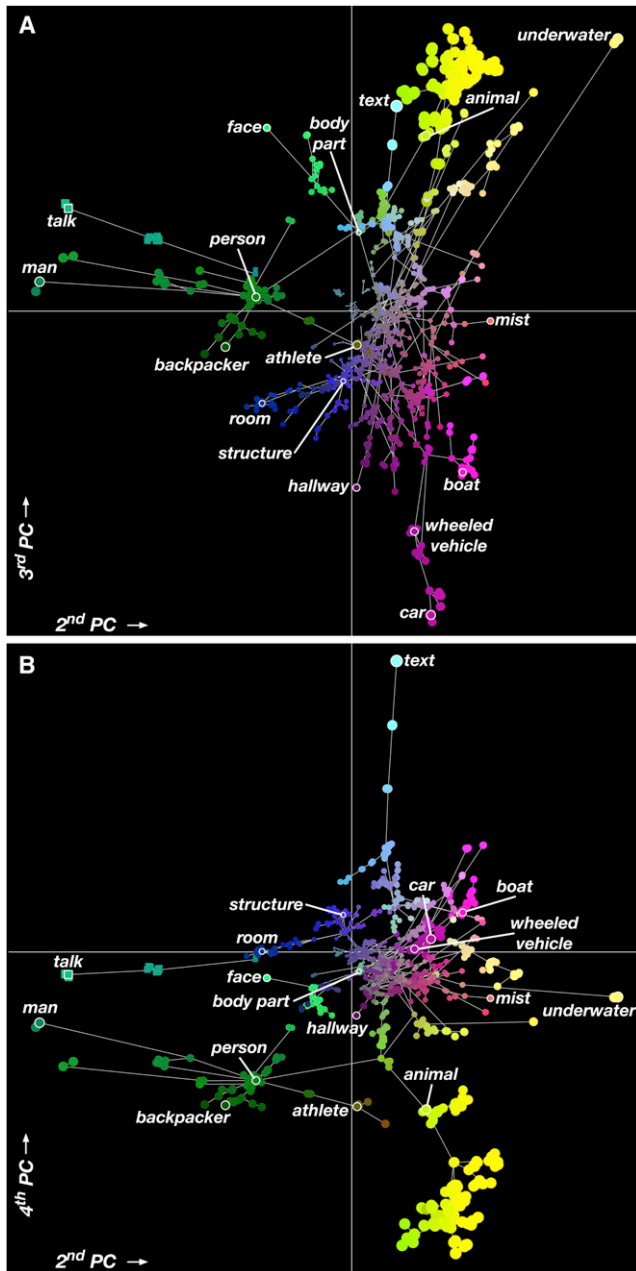 A
underwater
text
animal
body
part
face
talk
person
man
mist
athlete
backpacker
room
structure
hallway
boat
wheeled
vehicle
car
3rd PC →
2nd PC →
B
text
car
boat
structure
wheeled
vehicle
room
talk
face
body part
mist
underwater
man
hallway
person
animal
backpacker
athlete
4th PC →
2nd PC →